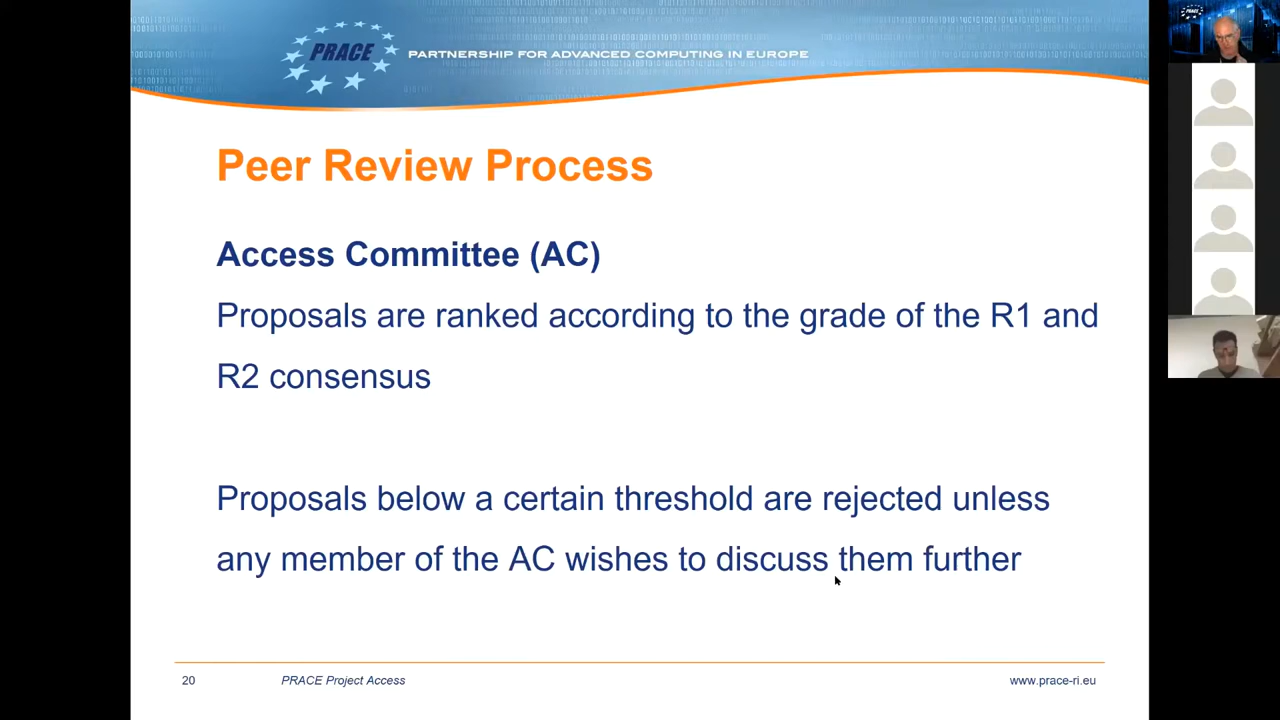 PRACE
PARTNERSHIP FOR ADVANCED COMPUTING IN EUROPE
Peer Review Process
Access Committee (AC)
Proposals are ranked according to the grade of the R1 and
R2 consensus
Proposals below a certain threshold are rejected unless
any member of the AC wishes to discuss them further
20
PRACE Project Access
www.prace-ri.eu
PRACE